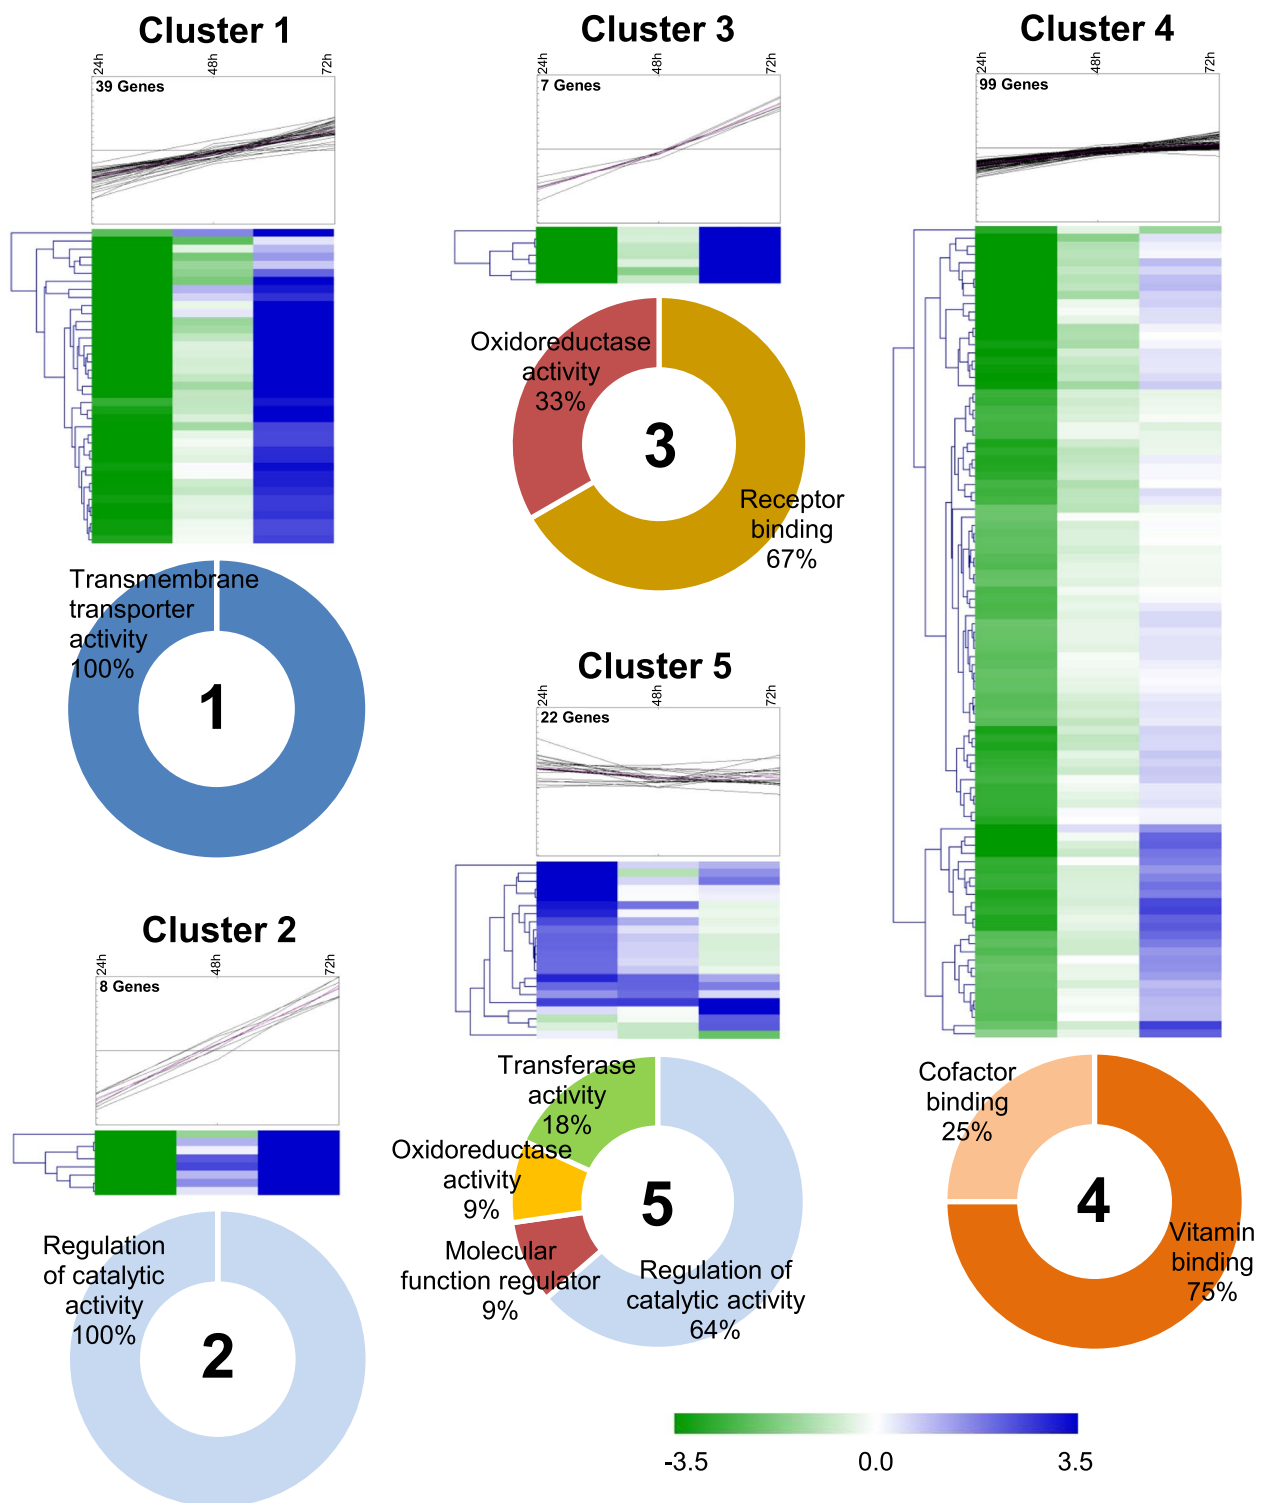 Cluster 1
24h
48h
72h
39 Genes
Transmembrane
transporter
activity
100%
1
Cluster 2
24h
48h
72h
8 Genes
Regulation
of catalytic
activity
100%
2
Cluster 3
24h
48h
72h
7 Genes
Oxidoreductase
activity
33%
3
Receptor
binding
67%
Cluster 5
24h
48h
72h
22 Genes
Transferase
activity
18%
Oxidoreductase
activity
9%
5
Molecular
function regulator
9%
Regulation of
catalytic activity
64%
Cluster 4
24h
48h
72h
99 Genes
Cofactor
binding
25%
4
Vitamin
binding
75%
-3.5
0.0
3.5